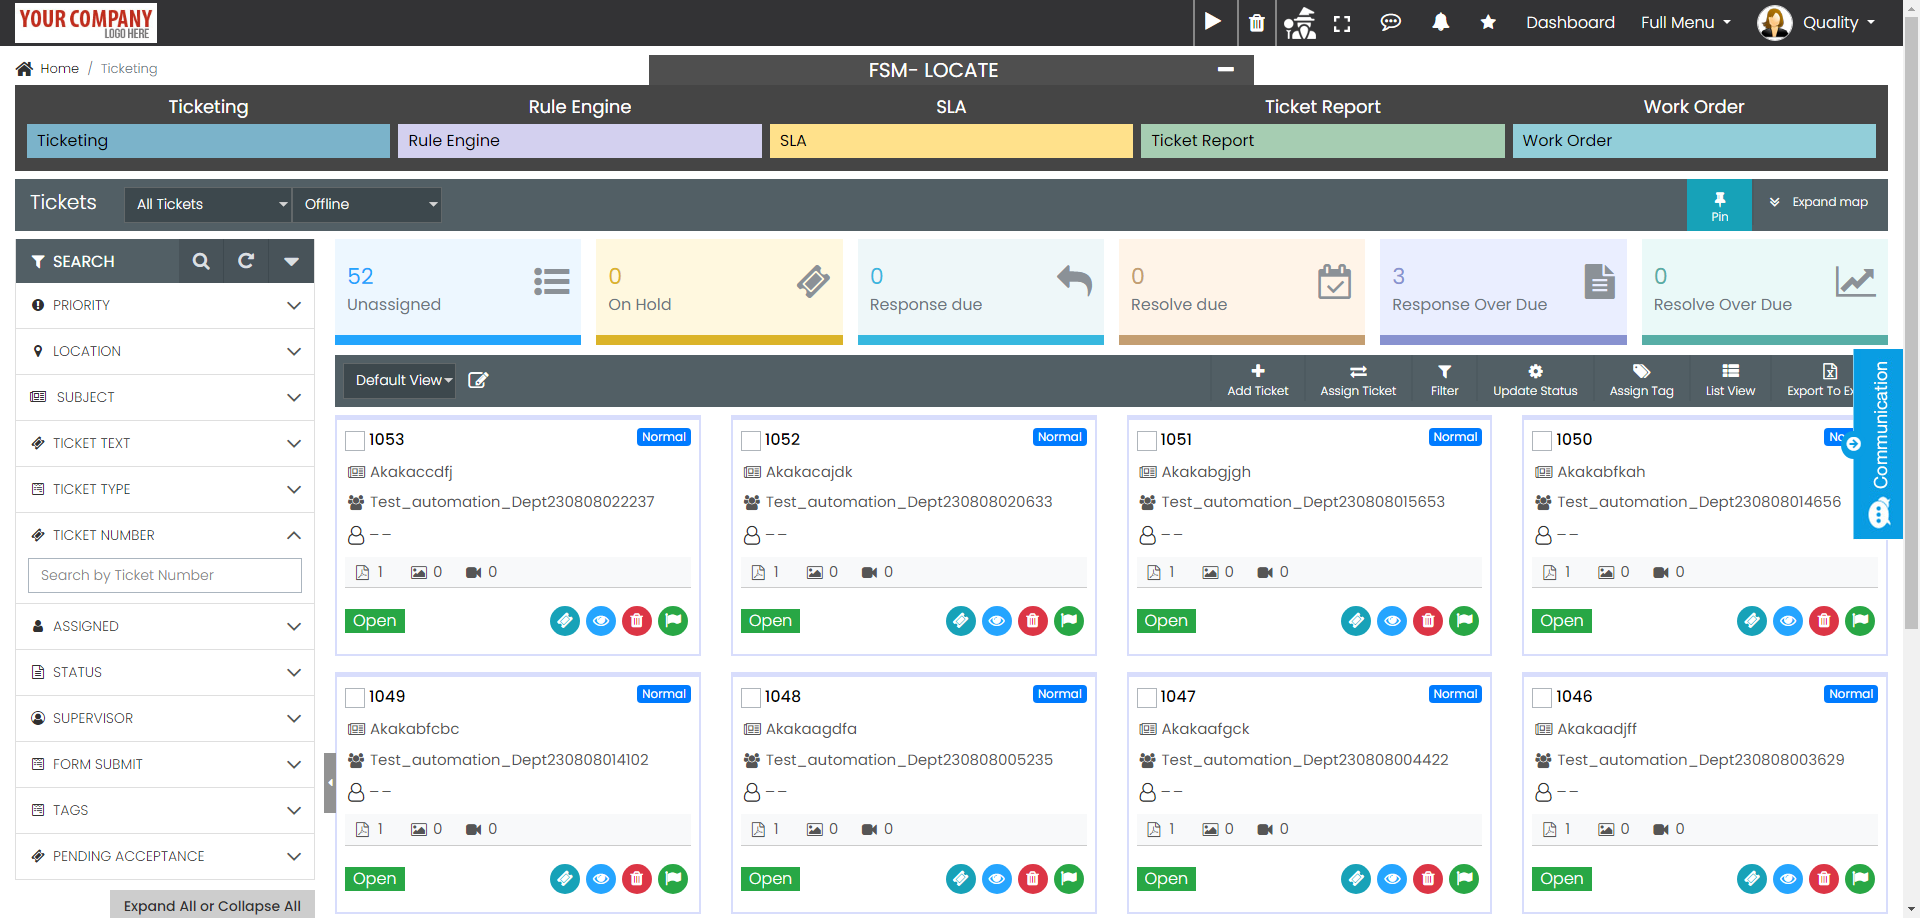 YOUR COMPANY
LOGO HERE
Dashboard
Full Menu
Quality
Home / Ticketing
FSM- LOCATE
Ticketing
Rule Engine
SLA
Ticket Report
Work Order
Ticketing
Rule Engine
SLA
Ticket Report
Work Order
Tickets
All Tickets
Offline
Pin
Expand map
SEARCH
PRIORITY
LOCATION
SUBJECT
TICKET TEXT
TICKET TYPE
TICKET NUMBER
Search by Ticket Number
ASSIGNED
STATUS
SUPERVISOR
FORM SUBMIT
TAGS
PENDING ACCEPTANCE
Expand All or Collapse All
52
Unassigned
0
On Hold
0
Response due
0
Resolve due
3
Response Over Due
0
Resolve Over Due
Default View
Add Ticket
Assign Ticket
Filter
Update Status
Assign Tag
List View
Export To Ex
Communication
1053
Normal
Akakaccdfj
Test_automation_Dept230808022237
--
1 0 0
Open
1052
Normal
Akakacajdk
Test_automation_Dept230808020633
--
1 0 0
Open
1051
Normal
Akakabgjgh
Test_automation_Dept230808015653
--
1 0 0
Open
1050
No
Akakabfkah
Test_automation_Dept230808014656
--
1 0 0
Open
1049
Normal
Akakabfcbc
Test_automation_Dept230808014102
--
1 0 0
Open
1048
Normal
Akakaagdfa
Test_automation_Dept230808005235
--
1 0 0
Open
1047
Normal
Akakaafgck
Test_automation_Dept230808004422
--
1 0 0
Open
1046
Normal
Akakaadjff
Test_automation_Dept230808003629
--
1 0 0
Open